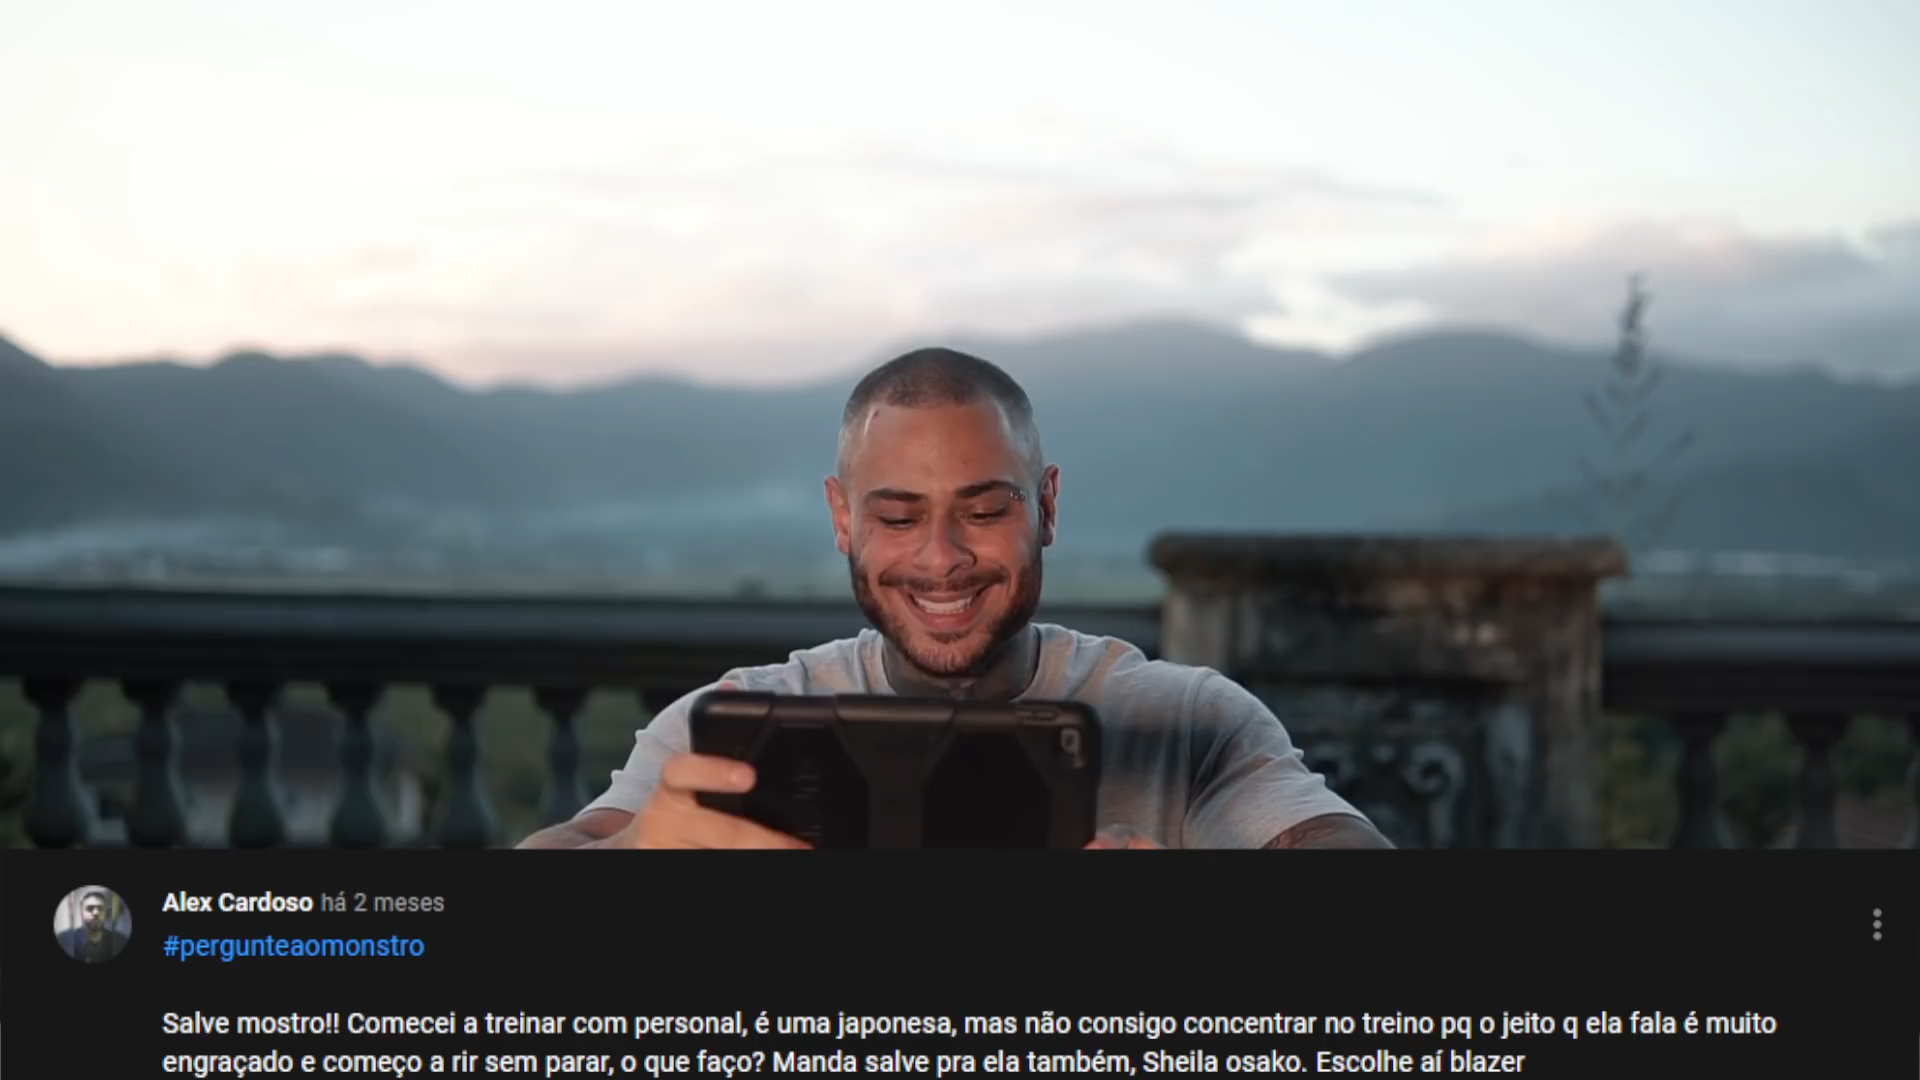 Alex Cardoso há 2 meses
#pergunteaomonstro
Salve mostro!! Comecei a treinar com personal, é uma japonesa, mas não consigo concentrar no treino pq o jeito q ela fala é muito
engraçado e começo a rir sem parar, o que faço? Manda salve pra ela também, Sheila osako. Escolhe aí blazer